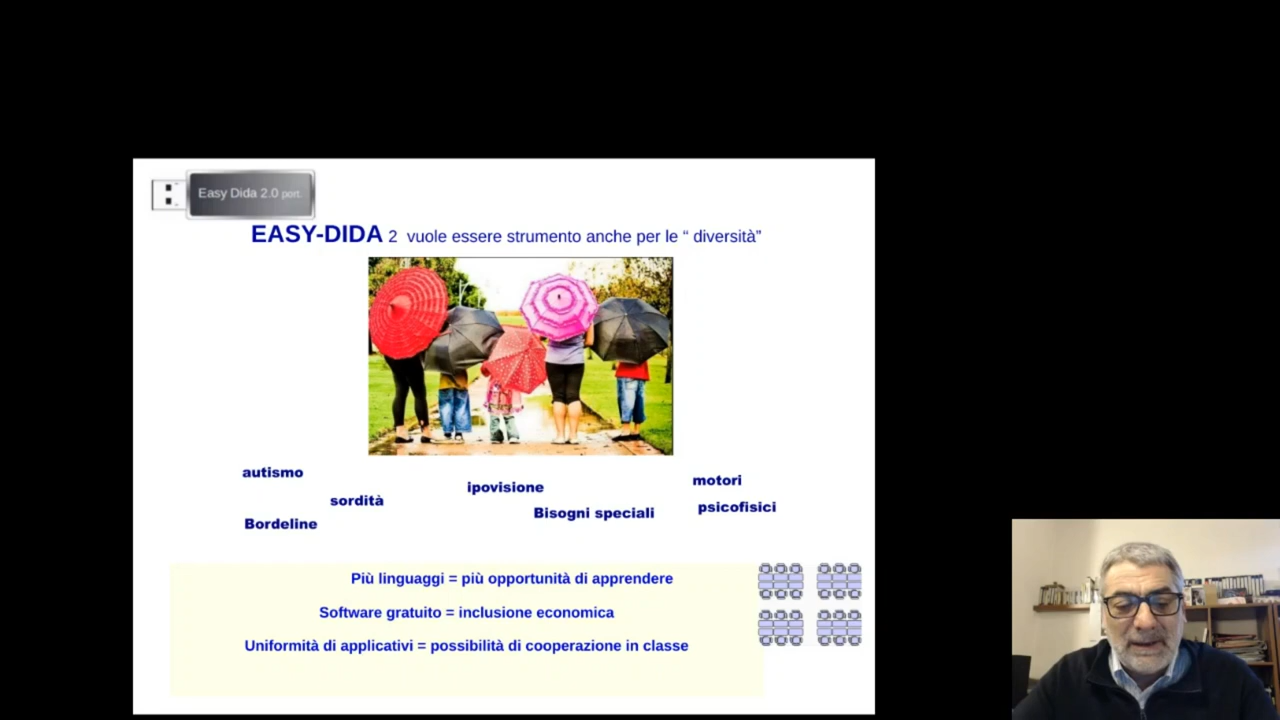 Easy Dida 2.0 port.
EASY-DIDA 2 vuole essere strumento anche per le “ diversità”
autismo
motori
ipovisione
sordità
psicofisici
Bisogni speciali
Bordeline
Più linguaggi = più opportunità di apprendere
Software gratuito = inclusione economica
Uniformità di applicativi = possibilità di cooperazione in classe